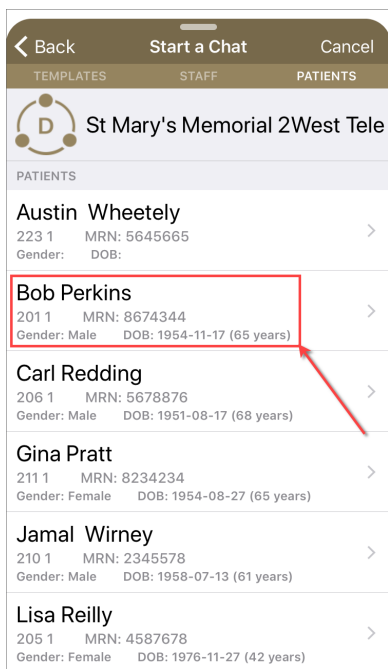 Back Start a Chat Cancel
TEMPLATES STAFF PATIENTS
D St Mary's Memorial 2West Tele
PATIENTS
Austin Wheetely
223 1 MRN: 5645665
Gender: DOB:
Bob Perkins
201 1 MRN: 8674344
Gender: Male DOB: 1954-11-17 (65 years)
Carl Redding
206 1 MRN: 5678876
Gender: Male DOB: 1951-08-17 (68 years)
Gina Pratt
211 1 MRN: 8234234
Gender: Female DOB: 1954-08-27 (65 years)
Jamal Wirney
210 1 MRN: 2345578
Gender: Male DOB: 1958-07-13 (61 years)
Lisa Reilly
205 1 MRN: 4587678
Gender: Female DOB: 1976-11-27 (42 years)